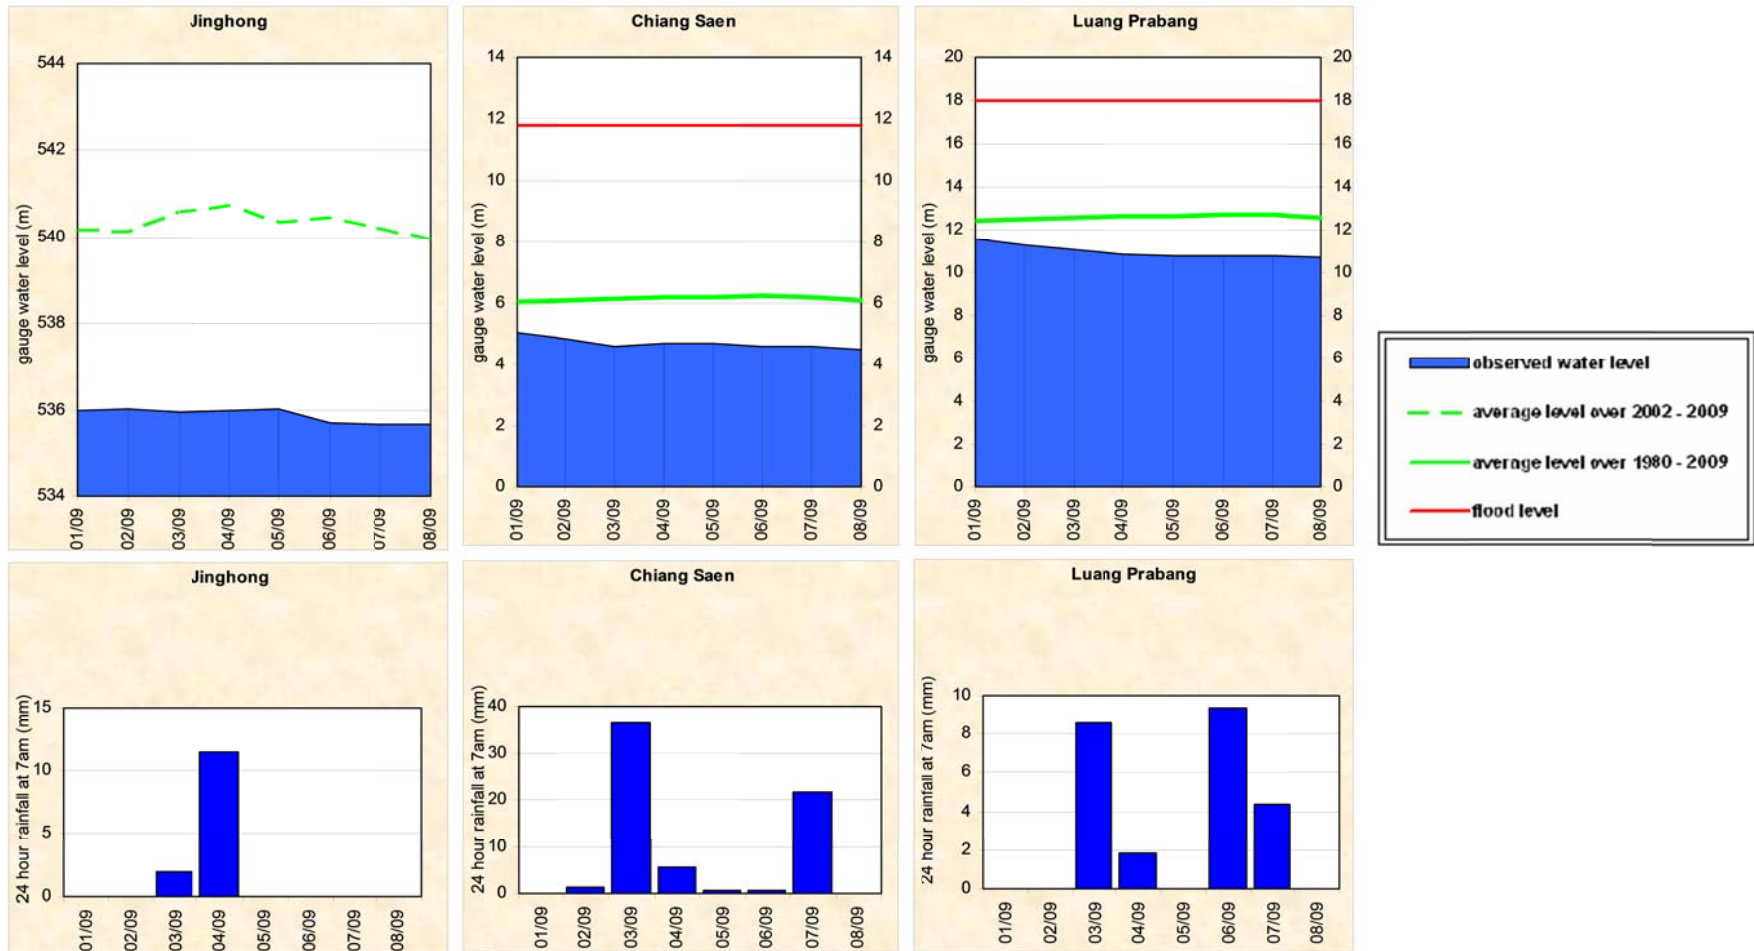 Jinghong
544
542
540
538
536
534
gauge water level (m)
01/09 02/09 03/09 04/09 05/09 06/09 07/09 08/09
Chiang Saen
14 14
12 12
10 10
8 8
6 6
4 4
2 2
0 0
gauge water level (m)
01/09 02/09 03/09 04/09 05/09 06/09 07/09 08/09
Luang Prabang
20 20
18 18
16 16
14 14
12 12
10 10
8 8
6 6
4 4
2 2
0 0
gauge water level (m)
01/09 02/09 03/09 04/09 05/09 06/09 07/09 08/09
observed water level
average level over 2002 - 2009
average level over 1980 - 2009
flood level
Jinghong
15
10
5
0
24 hour rainfall at 7am (mm)
01/09 02/09 03/09 04/09 05/09 06/09 07/09 08/09
Chiang Saen
40
30
20
10
0
24 hour rainfall at 7am (mm)
01/09 02/09 03/09 04/09 05/09 06/09 07/09 08/09
Luang Prabang
10
8
6
4
2
0
24 hour rainfall at 7am (mm)
01/09 02/09 03/09 04/09 05/09 06/09 07/09 08/09